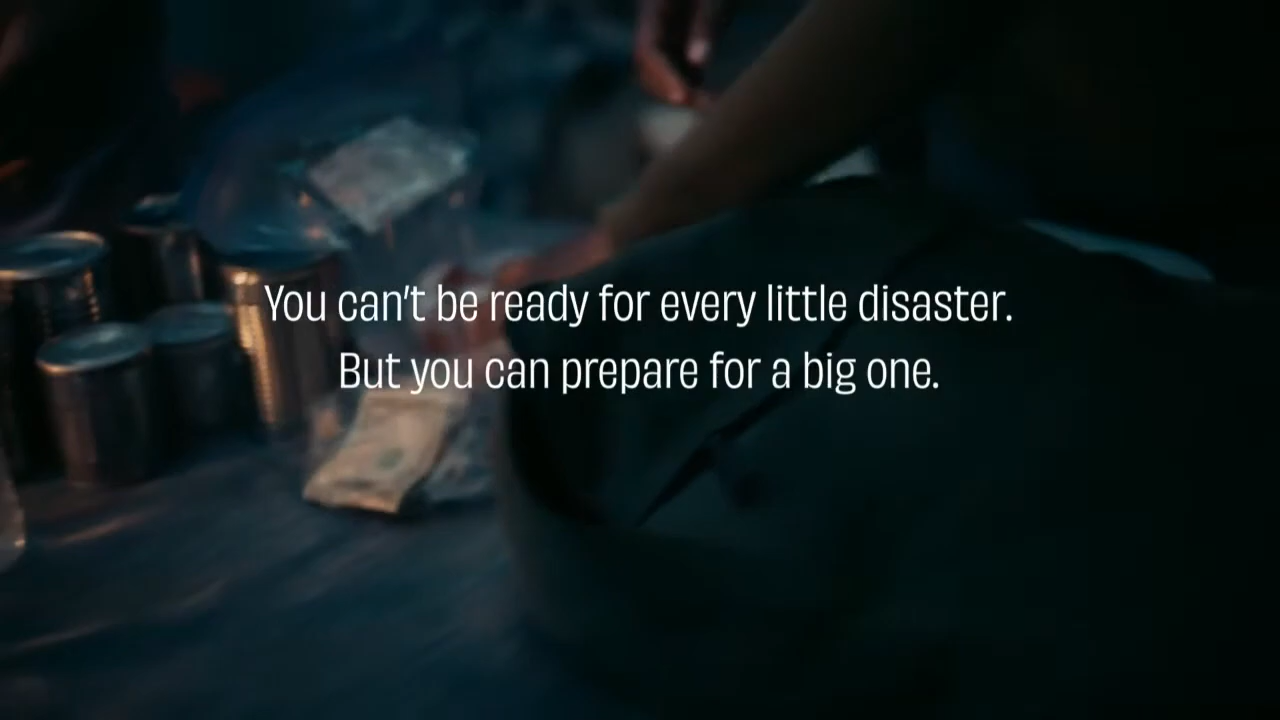 You can’t be ready for every little disaster.
But you can prepare for a big one.